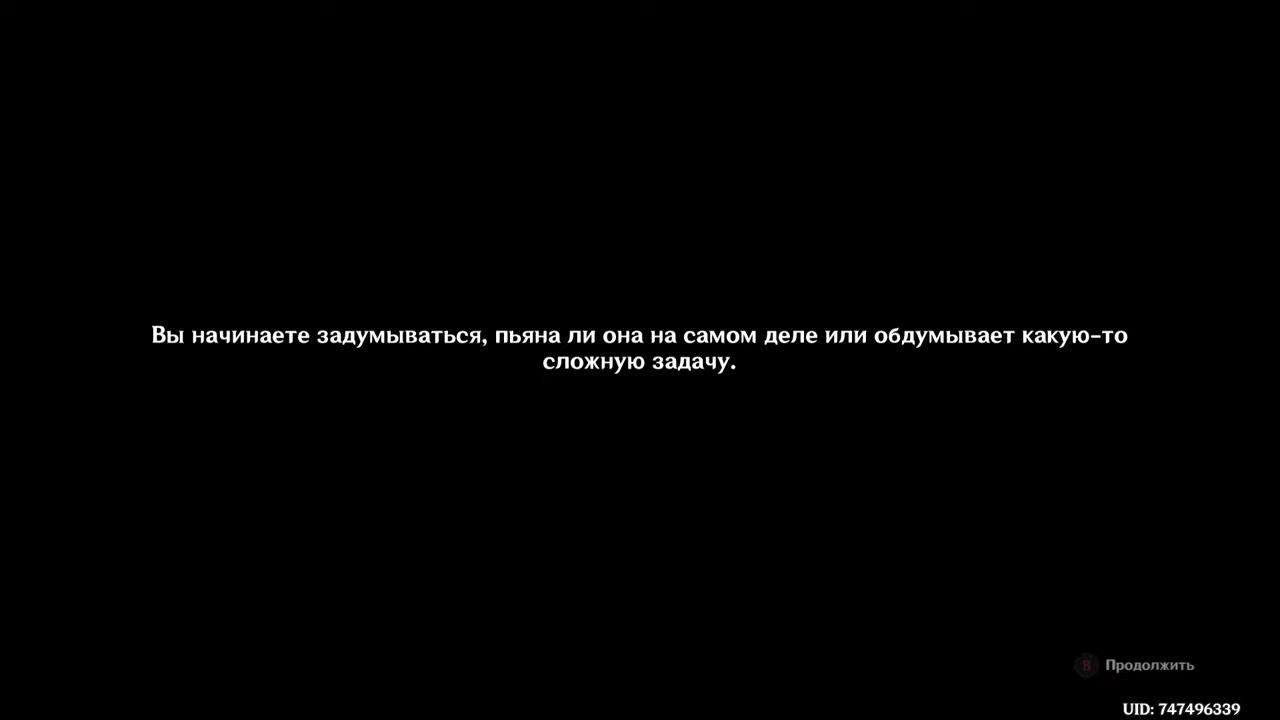 Вы начинаете задумываться, пьяна ли она на самом деле или обдумывает какую-то
сложную задачу.
Продолжить
UID: 747496339